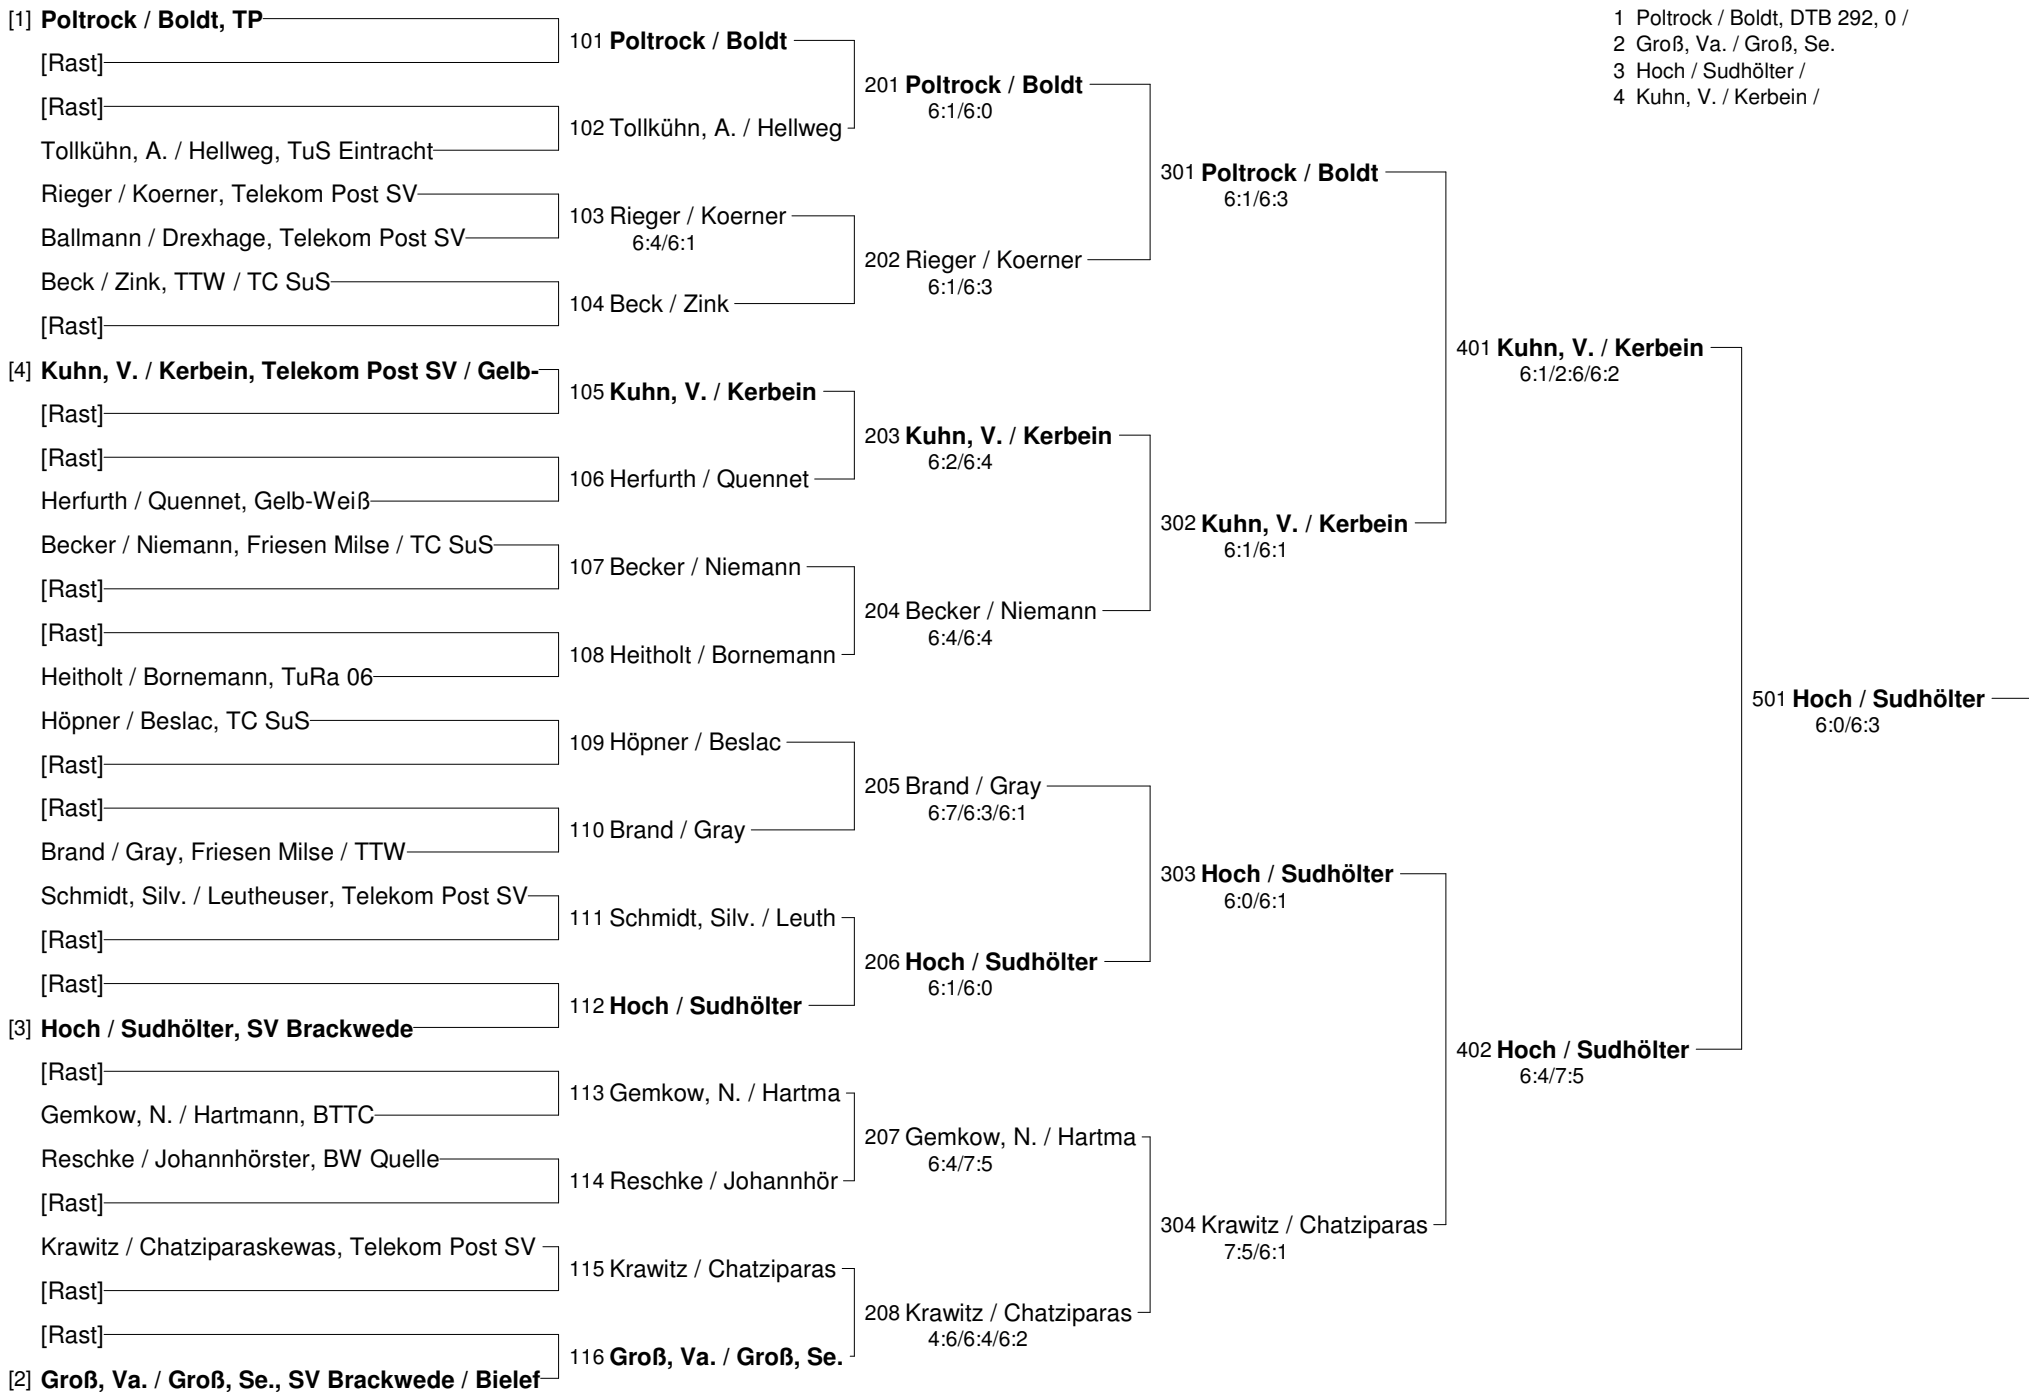 [1] Poltrock / Boldt, TP
[Rast]
[Rast]
Tollkühn, A. / Hellweg, TuS Eintracht
Rieger / Koerner, Telekom Post SV
Ballmann / Drexhage, Telekom Post SV
Beck / Zink, TTW / TC SuS
[Rast]
[4] Kuhn, V. / Kerbein, Telekom Post SV / Gelb-
[Rast]
[Rast]
Herfurth / Quennet, Gelb-Weiß
Becker / Niemann, Friesen Milse / TC SuS
[Rast]
[Rast]
Heitholt / Bornemann, TuRa 06
Höpner / Beslac, TC SuS
[Rast]
[Rast]
Brand / Gray, Friesen Milse / TTW
Schmidt, Silv. / Leutheuser, Telekom Post SV
[Rast]
[Rast]
[3] Hoch / Sudhölter, SV Brackwede
[Rast]
Gemkow, N. / Hartmann, BTTC
Reschke / Johannhörster, BW Quelle
[Rast]
Krawitz / Chatziparaskewas, Telekom Post SV
[Rast]
[Rast]
[2] Groß, Va. / Groß, Se., SV Brackwede / Bielef
101 Poltrock / Boldt
102 Tollkühn, A. / Hellweg
103 Rieger / Koerner
6:4/6:1
104 Beck / Zink
105 Kuhn, V. / Kerbein
106 Herfurth / Quennet
107 Becker / Niemann
108 Heitholt / Bornemann
109 Höpner / Beslac
110 Brand / Gray
111 Schmidt, Silv. / Leuth
112 Hoch / Sudhölter
113 Gemkow, N. / Hartma
114 Reschke / Johannhör
115 Krawitz / Chatziparas
116 Groß, Va. / Groß, Se.
201 Poltrock / Boldt
6:1/6:0
202 Rieger / Koerner
6:1/6:3
203 Kuhn, V. / Kerbein
6:2/6:4
204 Becker / Niemann
6:4/6:4
205 Brand / Gray
6:7/6:3/6:1
206 Hoch / Sudhölter
6:1/6:0
207 Gemkow, N. / Hartma
6:4/7:5
208 Krawitz / Chatziparas
4:6/6:4/6:2
301 Poltrock / Boldt
6:1/6:3
302 Kuhn, V. / Kerbein
6:1/6:1
303 Hoch / Sudhölter
6:0/6:1
304 Krawitz / Chatziparas
7:5/6:1
401 Kuhn, V. / Kerbein
6:1/2:6/6:2
402 Hoch / Sudhölter
6:4/7:5
501 Hoch / Sudhölter
6:0/6:3
1 Poltrock / Boldt, DTB 292, 0 /
2 Groß, Va. / Groß, Se.
3 Hoch / Sudhölter /
4 Kuhn, V. / Kerbein /